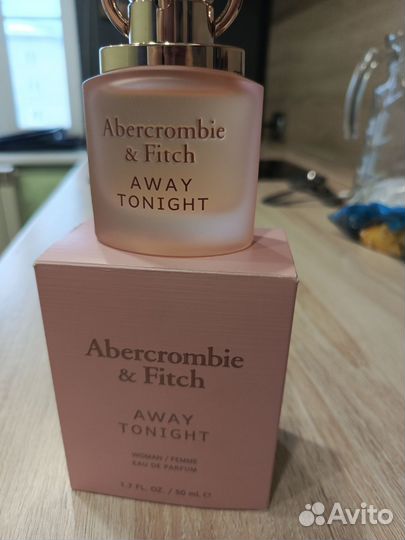 Abercrombie
& Fitch
AWAY
TONIGHT
Abercrombie
& Fitch
AWAY
TONIGHT
WOMAN / FEMME
EAU DE PARFUM
1.7 FL. OZ. / 50 mL ℮
Avito